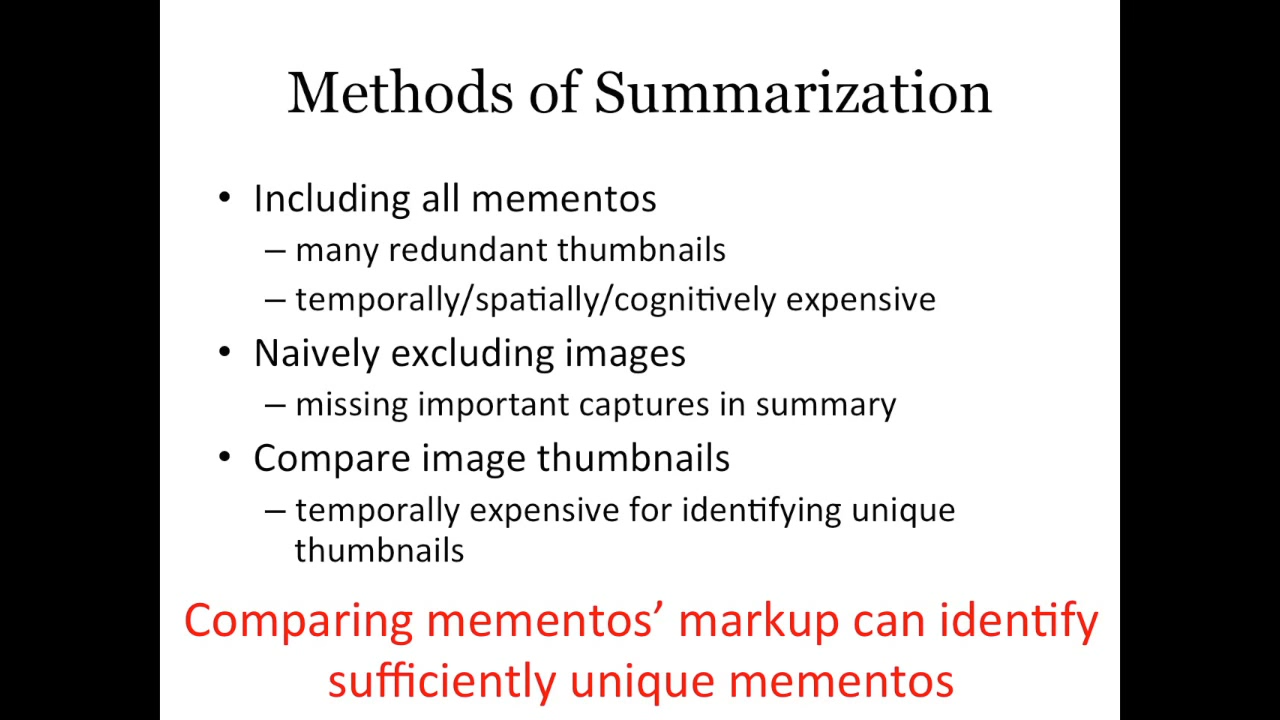 Methods of Summarization
• Including all mementos
– many redundant thumbnails
– temporally/spatially/cognitively expensive
• Naively excluding images
– missing important captures in summary
• Compare image thumbnails
– temporally expensive for identifying unique
thumbnails
Comparing mementos’ markup can identify
sufficiently unique mementos